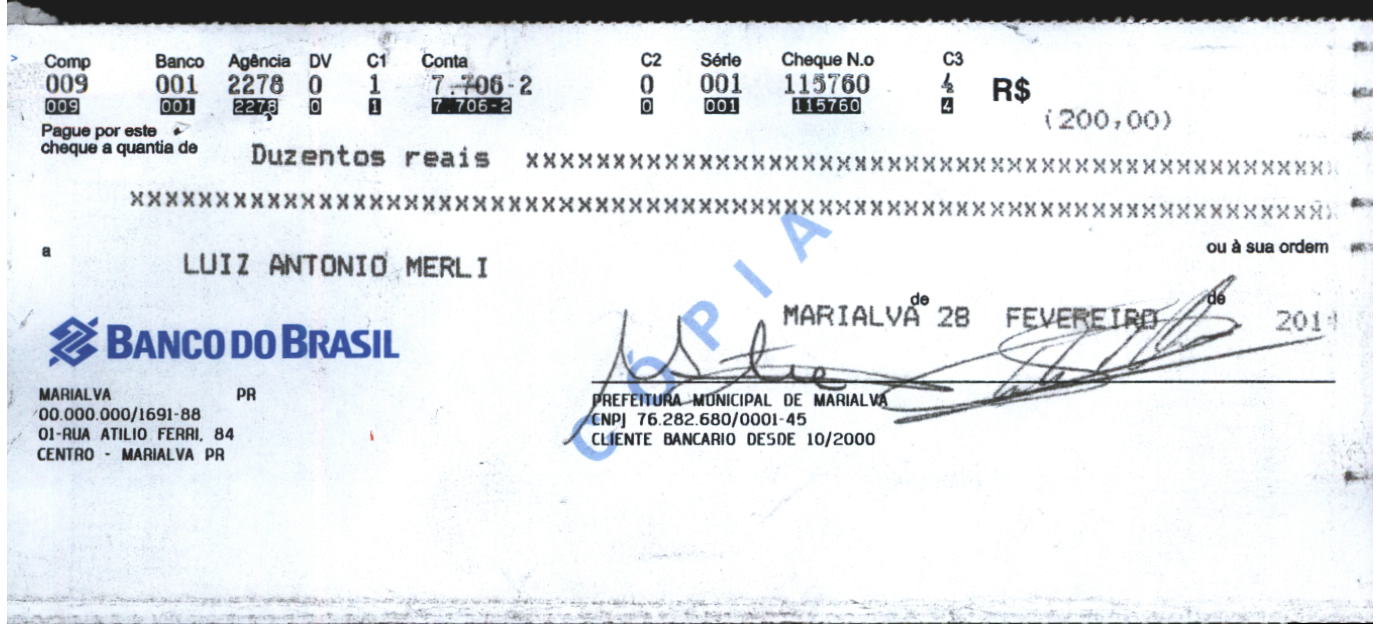 Comp Banco Agência DV C1 Conta C2 Série Cheque N.o C3
009 001 2278 0 1 7.706-2 0 001 115760 4 R$
009 001 2278 0 1 7.706-2 0 001 115760 4
(200,00)
Pague por este
cheque a quantia de Duzentos reais xxxxxxxxxxxxxxxxxxxxxxxxxxxxxxxxxxxxxxxxxxxxxxxxxxxxxxxx
xxxxxxxxxxxxxxxxxxxxxxxxxxxxxxxxxxxxxxxxxxxxxxxxxxxxxxxxxxxxxxxxxxxxxxxxxxxxxxxxxxxx
a LUIZ ANTONIO MERLI ou à sua ordem
MARIALVA de 28 FEVEREIRO de 2014
BANCO DO BRASIL
MARIALVA PR
00.000.000/1691-88
01-RUA ATILIO FERRI, 84
CENTRO - MARIALVA PR
PREFEITURA MUNICIPAL DE MARIALVA
CNPJ 76.282.680/0001-45
CLIENTE BANCARIO DESDE 10/2000
CÓPIA